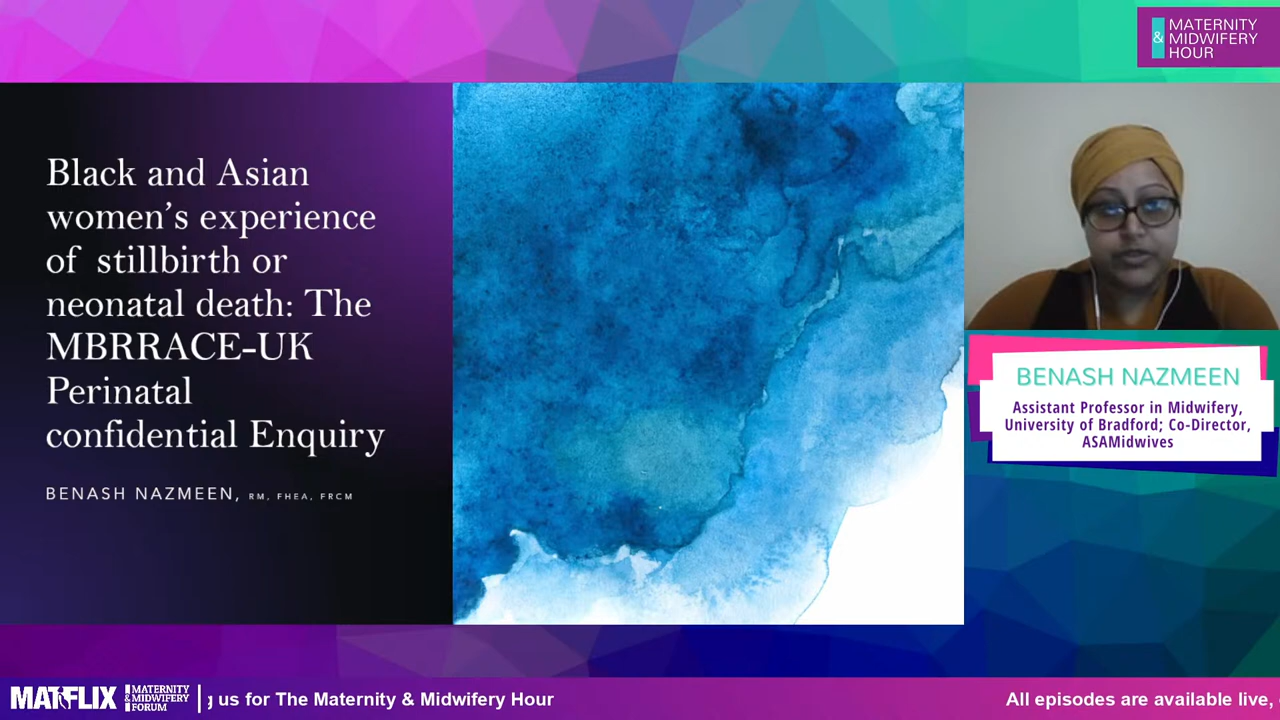 & MATERNITY
MIDWIFERY
HOUR
Black and Asian
women's experience
of stillbirth or
neonatal death: The
MBRRACE-UK
Perinatal
confidential Enquiry
BENASH NAZMEEN, RM, FHEA, FRCM
BENASH NAZMEEN
Assistant Professor in Midwifery,
University of Bradford; Co-Director,
ASAMidwives
MATFLIX
MATERNITY
& MIDWIFERY
FORUM
us for The Maternity & Midwifery Hour
All episodes are available live,